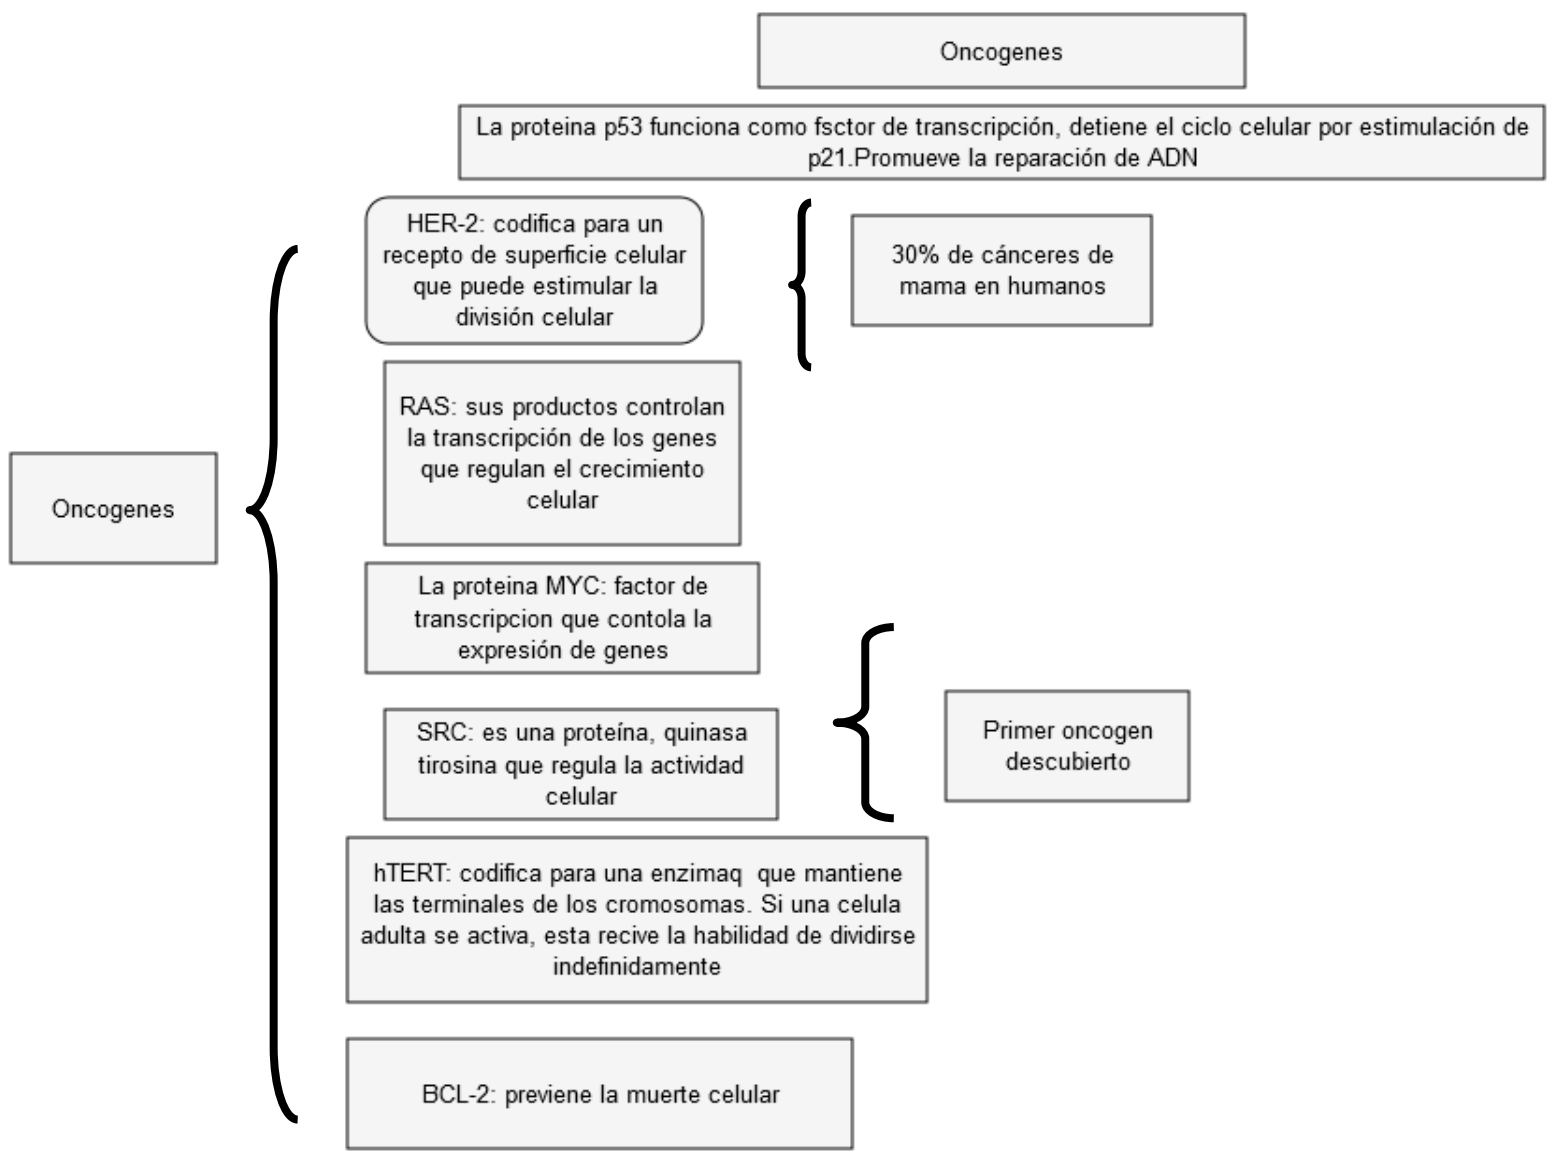 Oncogenes
La proteina p53 funciona como fsctor de transcripción, detiene el ciclo celular por estimulación de
p21.Promueve la reparación de ADN
HER-2: codifica para un
recepto de superficie celular
que puede estimular la
división celular
30% de cánceres de
mama en humanos
RAS: sus productos controlan
la transcripción de los genes
que regulan el crecimiento
celular
Oncogenes
La proteina MYC: factor de
transcripcion que contola la
expresión de genes
SRC: es una proteína, quinasa
tirosina que regula la actividad
celular
Primer oncogen
descubierto
hTERT: codifica para una enzimaq  que mantiene
las terminales de los cromosomas. Si una celula
adulta se activa, esta recive la habilidad de dividirse
indefinidamente
BCL-2: previene la muerte celular